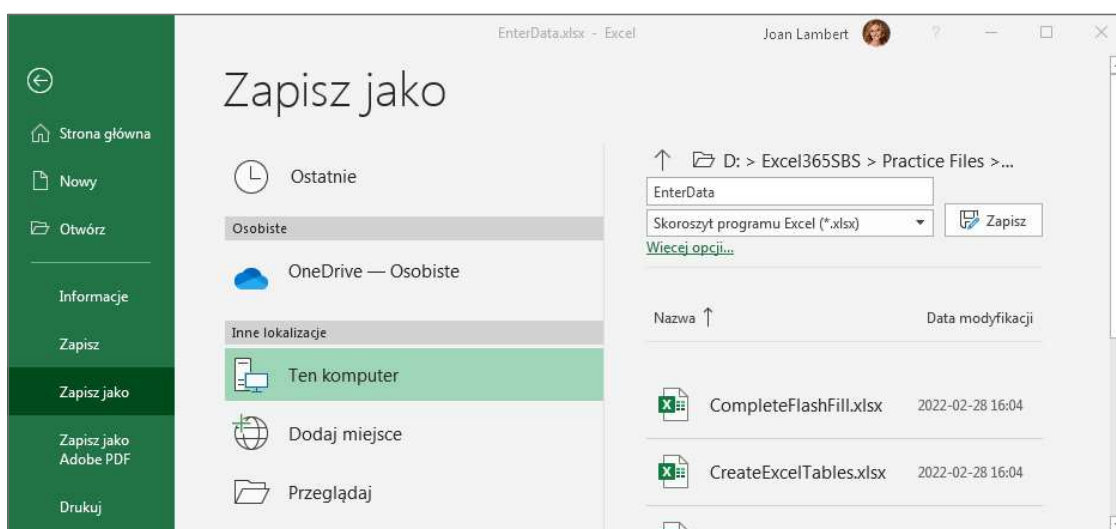 EnterData.xlsx - Excel
Joan Lambert
?
Zapisz jako
Strona główna
Nowy
Otwórz
Informacje
Zapisz
Zapisz jako
Zapisz jako
Adobe PDF
Drukuj
Ostatnie
Osobiste
OneDrive — Osobiste
Inne lokalizacje
Ten komputer
Dodaj miejsce
Przeglądaj
D: > Excel365SBS > Practice Files >...
EnterData
Skoroszyt programu Excel (*.xlsx)
Zapisz
Więcej opcji...
Nazwa ↑ Data modyfikacji
CompleteFlashFill.xlsx 2022-02-28 16:04
CreateExcelTables.xlsx 2022-02-28 16:04